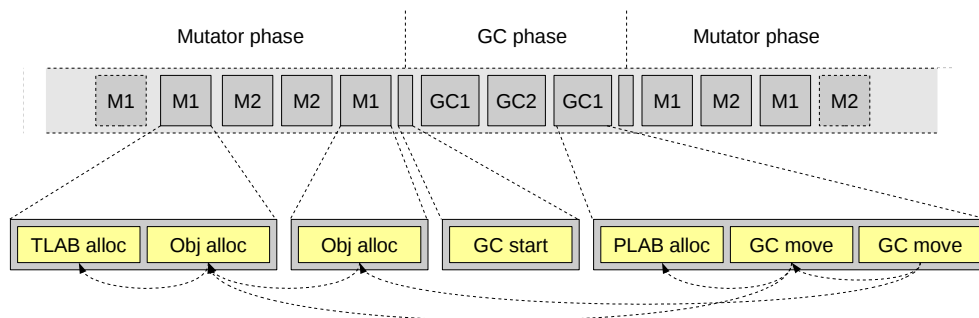 Mutator phase GC phase Mutator phase
M1 M1 M2 M2 M1 GC1 GC2 GC1 M1 M2 M1 M2
TLAB alloc Obj alloc Obj alloc GC start PLAB alloc GC move GC move